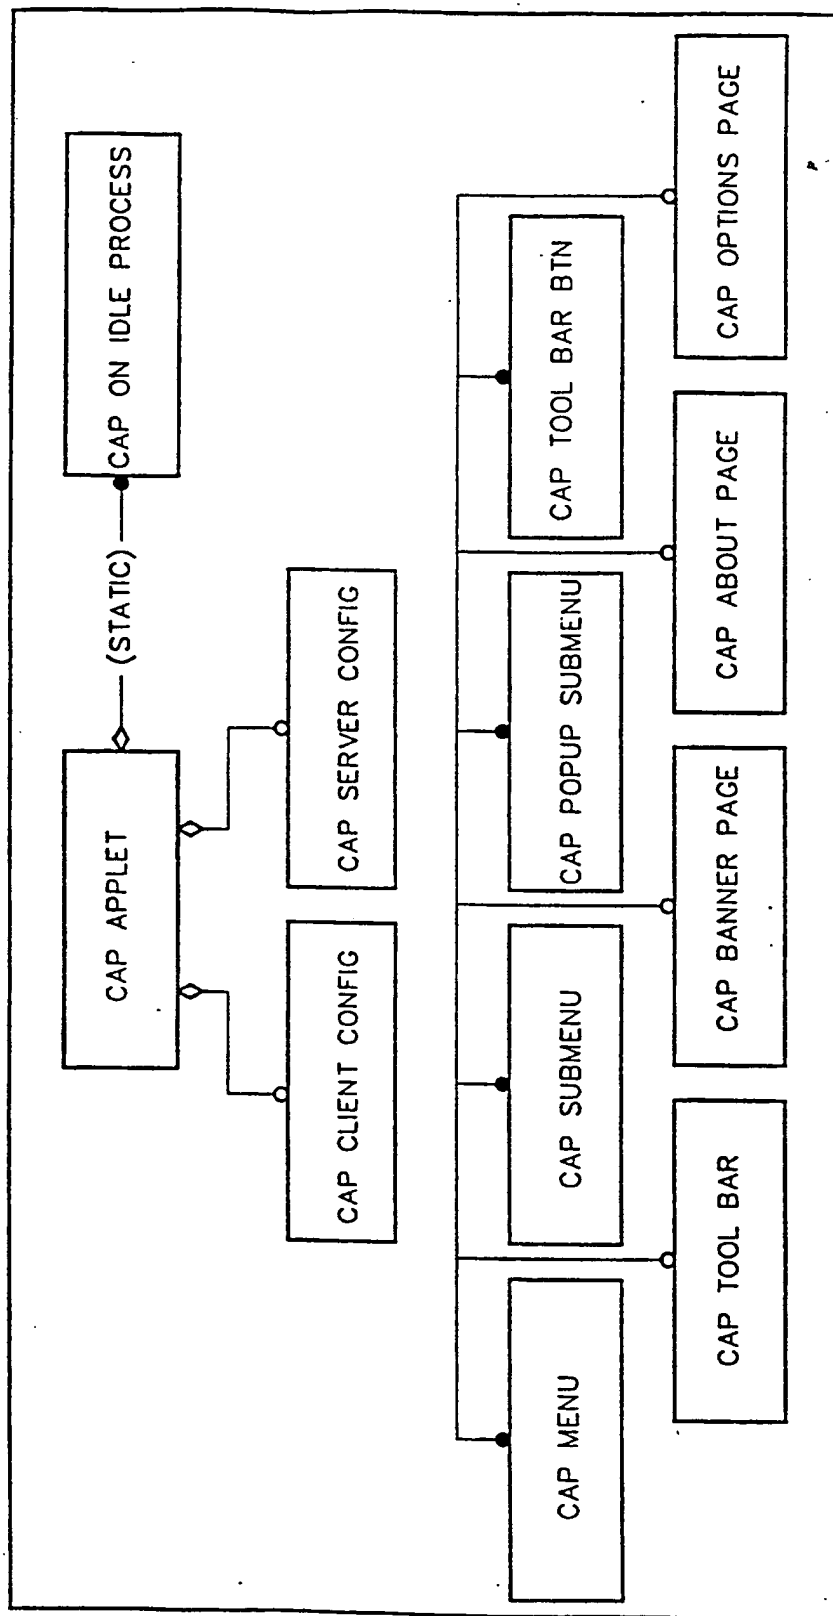 CAP APPLET
(STATIC)
CAP ON IDLE PROCESS
CAP CLIENT CONFIG
CAP SERVER CONFIG
CAP MENU
CAP SUBMENU
CAP POPUP SUBMENU
CAP TOOL BAR BTN
CAP TOOL BAR
CAP BANNER PAGE
CAP ABOUT PAGE
CAP OPTIONS PAGE